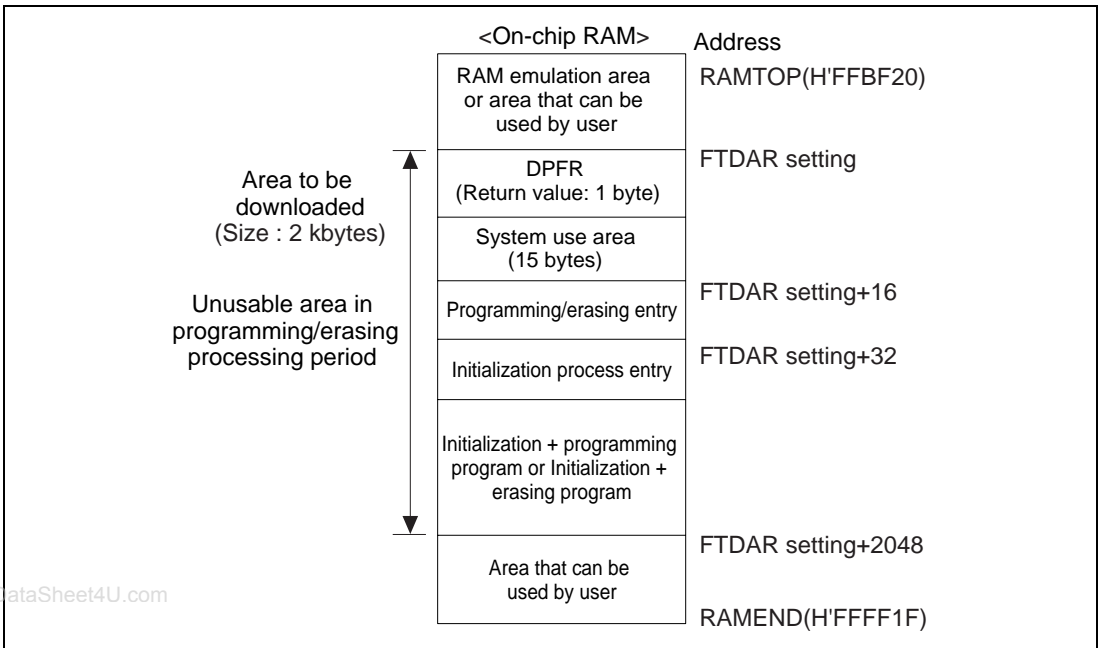 <On-chip RAM>
Address
RAM emulation area
or area that can be
used by user
RAMTOP(H'FFBF20)
FTDAR setting
Area to be
downloaded
(Size : 2 kbytes)
DPFR
(Return value: 1 byte)
System use area
(15 bytes)
Unusable area in
programming/erasing
processing period
Programming/erasing entry
FTDAR setting+16
Initialization process entry
FTDAR setting+32
Initialization + programming
program or Initialization +
erasing program
FTDAR setting+2048
Area that can be
used by user
RAMEND(H'FFFF1F)
ataSheet4U.com